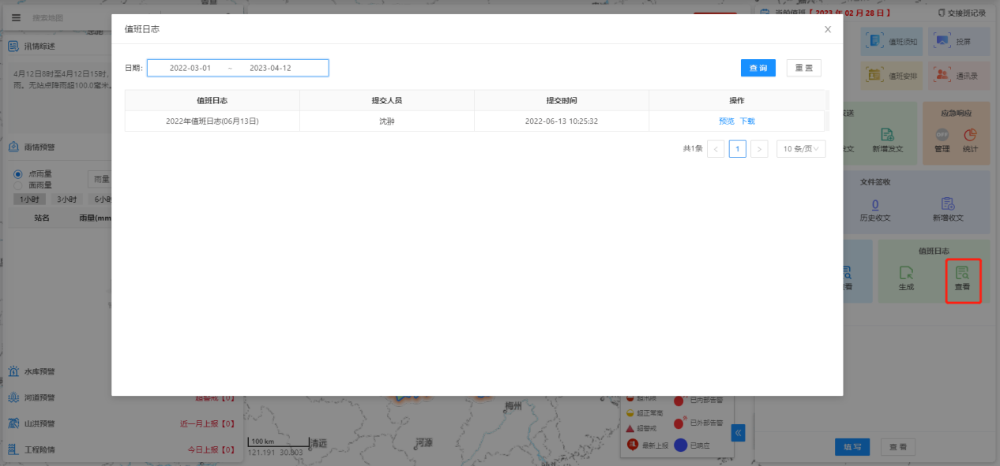 搜索地图
当前值班【 2023 年 02 月 28 日 】
交接班记录
值班日志
日期:
2022-03-01 ~ 2023-04-12
查 询
重 置
值班日志 提交人员 提交时间 操作
2022年值班日志(06月13日) 沈翀 2022-06-13 10:25:32 预览 下载
共1条 < 1 > 10 条/页
汛情综述
4月12日8时至4月12日15时,
雨。无站点降雨超100.0毫米。
雨情预警
点雨量
面雨量
雨量
1小时 3小时 6小时
站名 雨量(mm
水库预警
河道预警
超警戒【0】
山洪预警
近一月上报【0】
工程险情
今日上报【0】
100 km
121.191 30.803
清远
河源
梅州
超汛限
已内部告警
超正常高
超警戒
已外部告警
最新上报
已响应
值班须知
投屏
值班安排
通讯录
发文
新增发文
应急响应
OFF
管理
统计
文件签收
0
历史收文
新增收文
值班日志
生成
查看
填 写
查 看